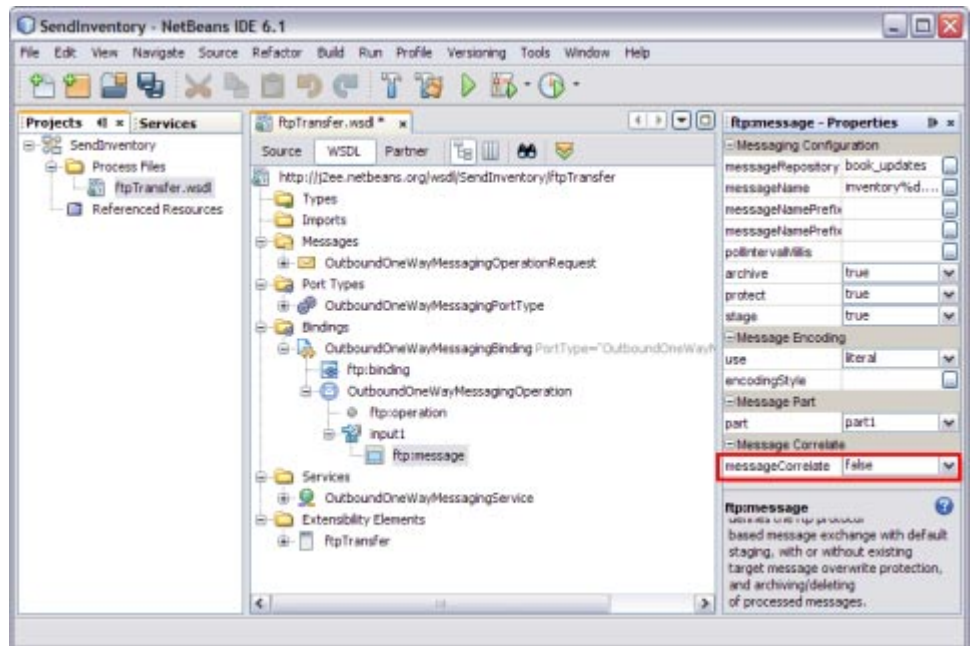 SendInventory - NetBeans IDE 6.1
File Edit View Navigate Source Refactor Build Run Profile Versioning Tools Window Help
Projects Services
SendInventory
Process Files
ftpTransfer.wsdl
Referenced Resources
ftpTransfer.wsdl *
Source WSDL Partner
http://j2ee.netbeans.org/wsdl/SendInventory/ftpTransfer
Types
Imports
Messages
OutboundOneWayMessagingOperationRequest
Port Types
OutboundOneWayMessagingPortType
Bindings
OutboundOneWayMessagingBinding PortType="OutboundOneWayM
ftp:binding
OutboundOneWayMessagingOperation
ftp:operation
input1
ftp:message
Services
OutboundOneWayMessagingService
Extensibility Elements
ftpTransfer
ftp:message - Properties
Messaging Configuration
messageRepository book_updates
messageName inventory%d....
messageNamePrefix
messageNamePrefix
pollIntervalMillis
archive true
protect true
stage true
Message Encoding
use literal
encodingStyle
Message Part
part part1
Message Correlate
messageCorrelate false
ftp:message
defines the ftp protocol
based message exchange with default
staging, with or without existing
target message overwrite protection,
and archiving/deleting
of processed messages.